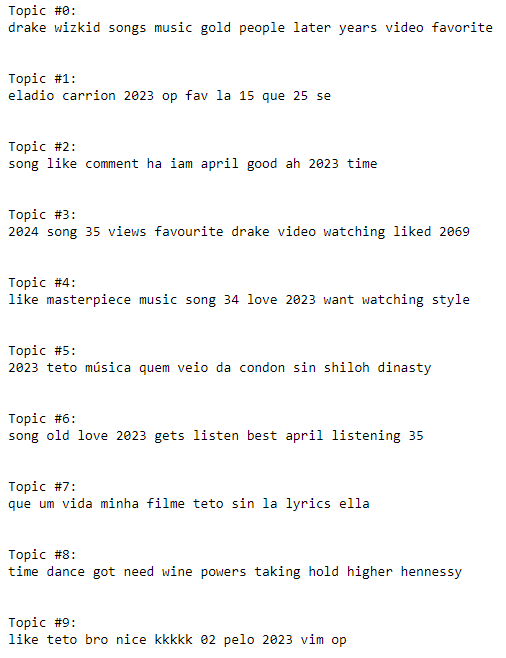 Topic #0:
drake wizkid songs music gold people later years video favorite
Topic #1:
eladio carrion 2023 op fav la 15 que 25 se
Topic #2:
song like comment ha iam april good ah 2023 time
Topic #3:
2024 song 35 views favourite drake video watching liked 2069
Topic #4:
like masterpiece music song 34 love 2023 want watching style
Topic #5:
2023 teto música quem veio da condon sin shiloh dinasty
Topic #6:
song old love 2023 gets listen best april listening 35
Topic #7:
que um vida minha filme teto sin la lyrics ella
Topic #8:
time dance got need wine powers taking hold higher hennessy
Topic #9:
like teto bro nice kkkkk 02 pelo 2023 vim op